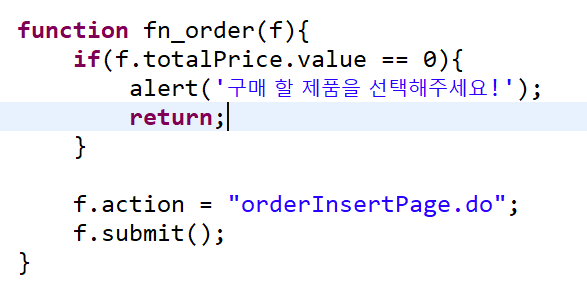 function fn_order(f){
    if(f.totalPrice.value == 0){
        alert('구매 할 제품을 선택해주세요!');
        return;
    }

    f.action = "orderInsertPage.do";
    f.submit();
}